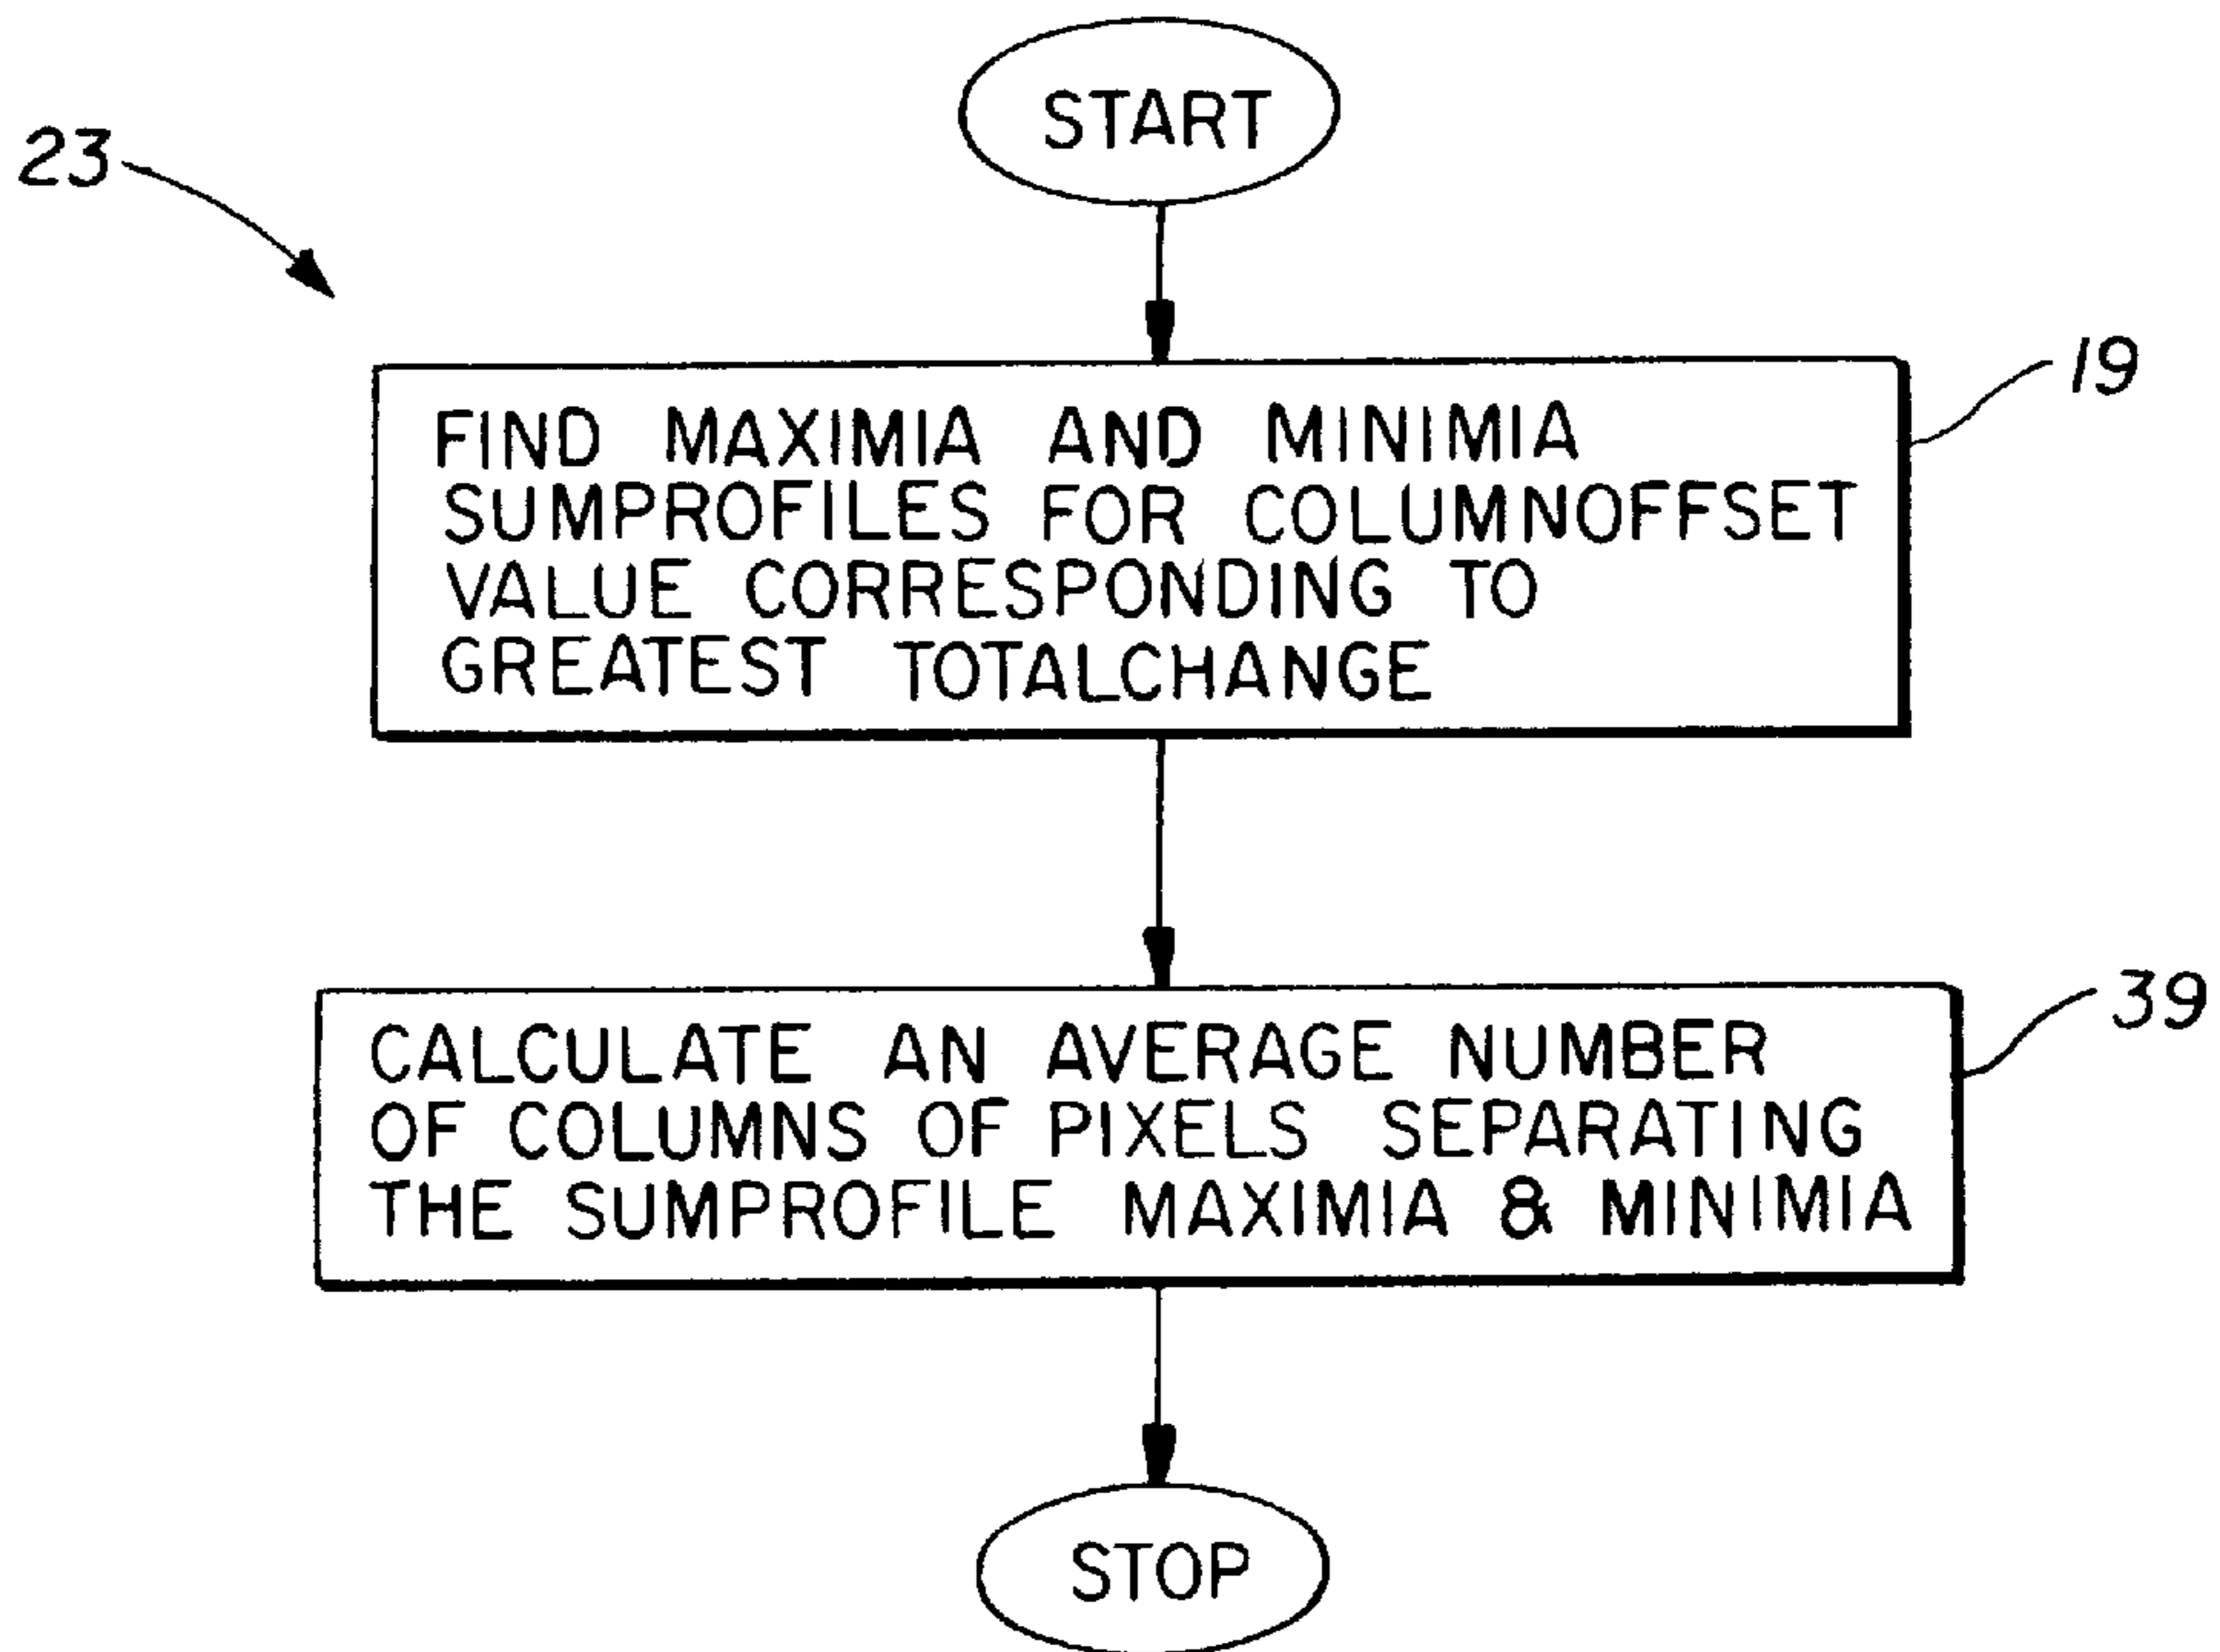 START
23
19
FIND MAXIMIA AND MINIMIA
SUMPROFILES FOR COLUMNOFFSET
VALUE CORRESPONDING TO
GREATEST TOTALCHANGE
39
CALCULATE AN AVERAGE NUMBER
OF COLUMNS OF PIXELS SEPARATING
THE SUMPROFILE MAXIMIA & MINIMIA
STOP